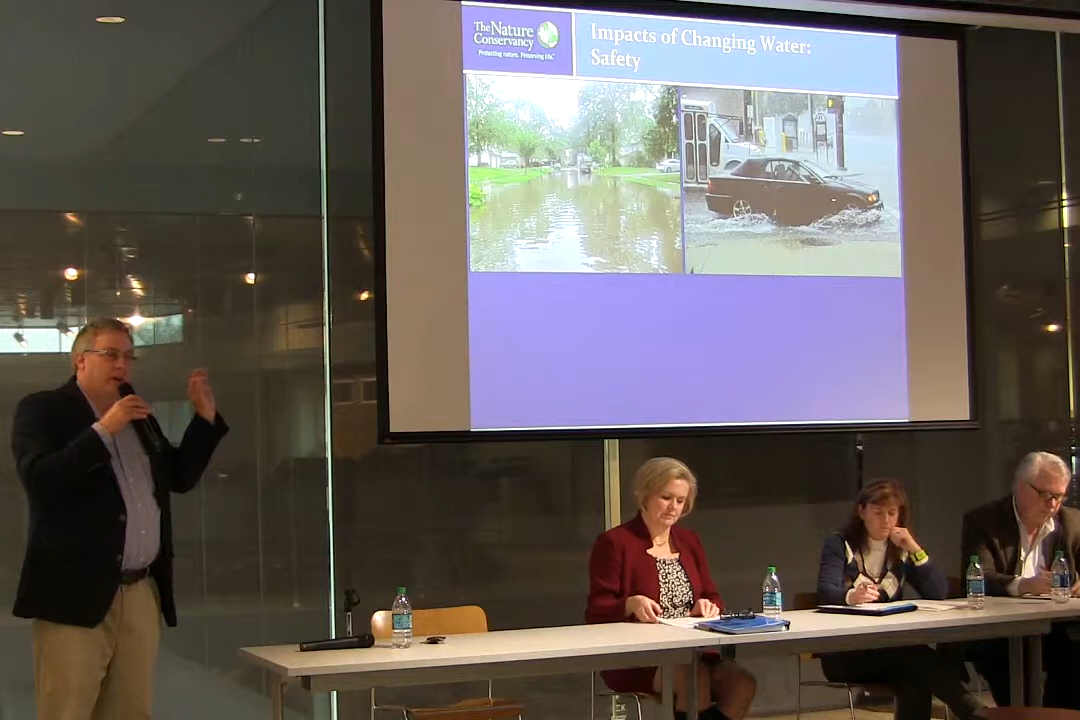 The Nature
Conservancy
Protecting nature. Preserving life.
Impacts of Changing Water:
Safety